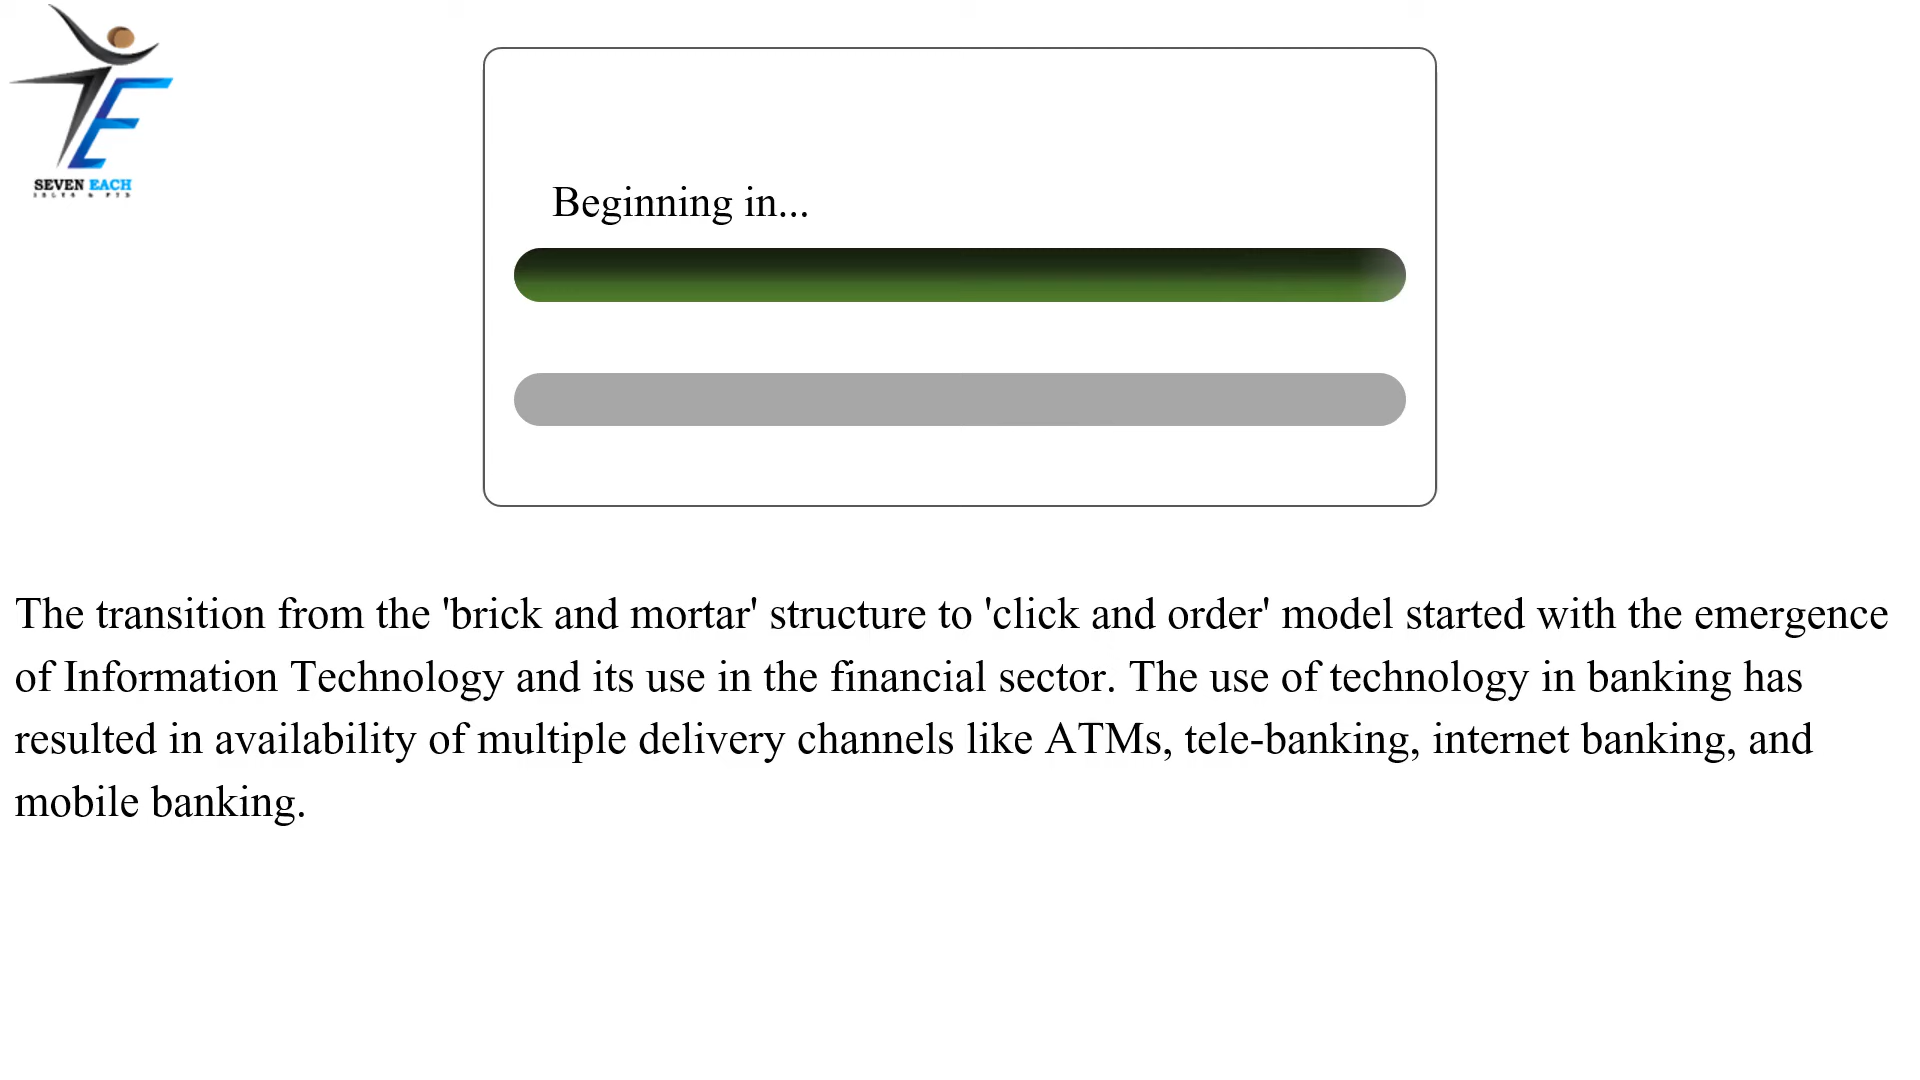 SEVEN EACH
IELTS & PTE
Beginning in...
The transition from the 'brick and mortar' structure to 'click and order' model started with the emergence
of Information Technology and its use in the financial sector. The use of technology in banking has
resulted in availability of multiple delivery channels like ATMs, tele-banking, internet banking, and
mobile banking.